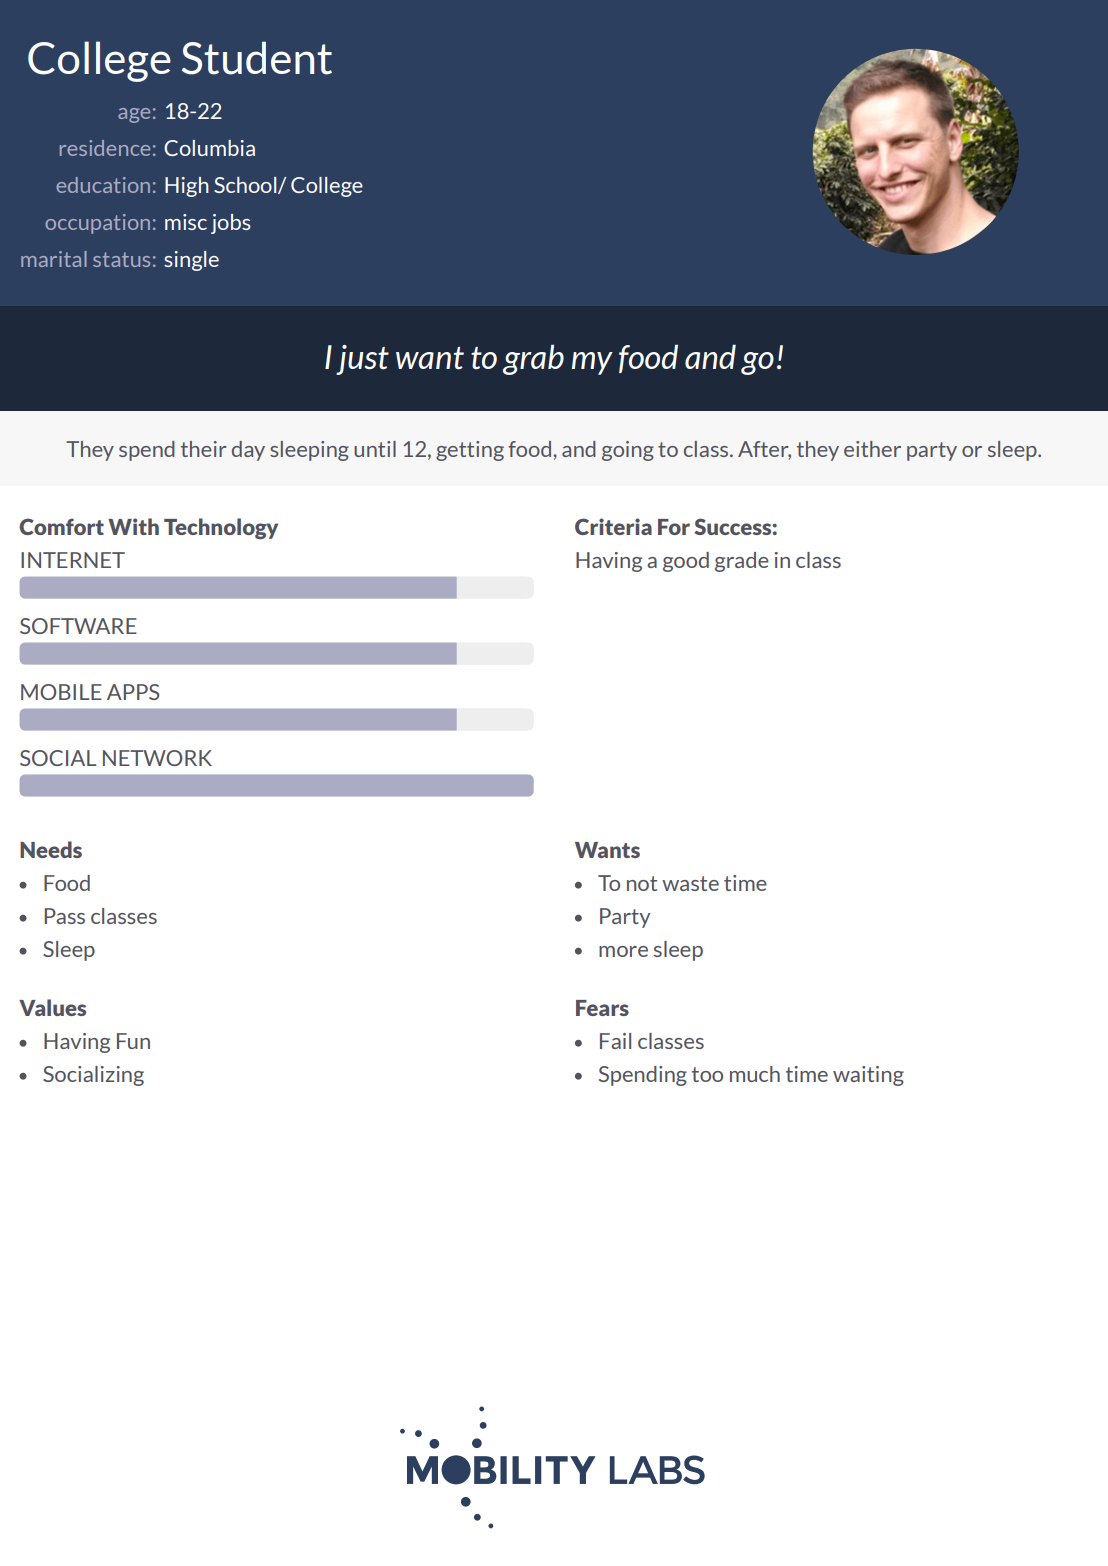 College Student
age: 18-22
residence: Columbia
education: High School/ College
occupation: misc jobs
marital status: single
I just want to grab my food and go!
They spend their day sleeping until 12, getting food, and going to class. After, they either party or sleep.
Comfort With Technology
INTERNET
SOFTWARE
MOBILE APPS
SOCIAL NETWORK
Criteria For Success:
Having a good grade in class
Needs
• Food
• Pass classes
• Sleep
Wants
• To not waste time
• Party
• more sleep
Values
• Having Fun
• Socializing
Fears
• Fail classes
• Spending too much time waiting
MOBILITY LABS